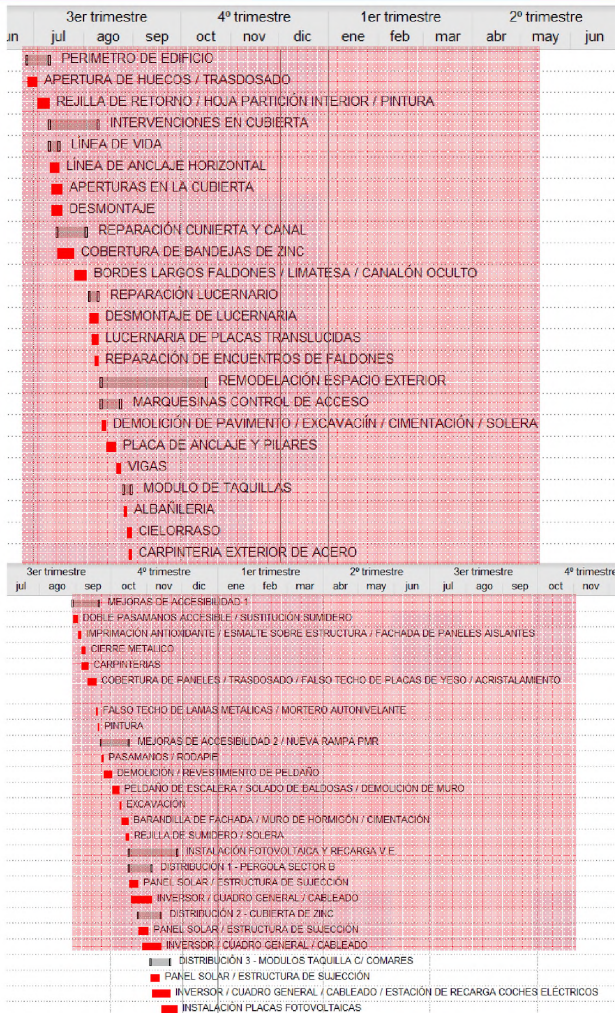 3er trimestre 4º trimestre 1er trimestre 2º trimestre
jul ago sep oct nov dic ene feb mar abr may jun
PERIMETRO DE EDIFICIO
APERTURA DE HUECOS / TRASDOSADO
REJILLA DE RETORNO / HOJA PARTICIÓN INTERIOR / PINTURA
INTERVENCIONES EN CUBIERTA
LÍNEA DE VIDA
LÍNEA DE ANCLAJE HORIZONTAL
APERTURAS EN LA CUBIERTA
DESMONTAJE
REPARACIÓN CUNIERTA Y CANAL
COBERTURA DE BANDEJAS DE ZINC
BORDES LARGOS FALDONES / LIMATESA / CANALÓN OCULTO
REPARACIÓN LUCERNARIO
DESMONTAJE DE LUCERNARIA
LUCERNARIA DE PLACAS TRANSLUCIDAS
REPARACIÓN DE ENCUENTROS DE FALDONES
REMODELACIÓN ESPACIO EXTERIOR
MARQUESINAS CONTROL DE ACCESO
DEMOLICIÓN DE PAVIMENTO / EXCAVACIÍN / CIMENTACIÓN / SOLERA
PLACA DE ANCLAJE Y PILARES
VIGAS
MODULO DE TAQUILLAS
ALBAÑILERIA
CIELORRASO
CARPINTERIA EXTERIOR DE ACERO
3er trimestre 4º trimestre 1er trimestre 2º trimestre 3er trimestre 4º trimestre
jul ago sep oct nov dic ene feb mar abr may jun jul ago sep oct nov
MEJORAS DE ACCESIBILIDAD 1
DOBLE PASAMANOS ACCESIBLE / SUSTITUCIÓN SUMIDERO
IMPRIMACIÓN ANTIOXIDANTE / ESMALTE SOBRE ESTRUCTURA / FACHADA DE PANELES AISLANTES
CIERRE METALICO
CARPINTERIAS
COBERTURA DE PANELES / TRASDOSADO / FALSO TECHO DE PLACAS DE YESO / ACRISTALAMIENTO
FALSO TECHO DE LAMAS METALICAS / MORTERO AUTONIVELANTE
PINTURA
MEJORAS DE ACCESIBILIDAD 2 / NUEVA RAMPA PMR
PASAMANOS / RODAPIE
DEMOLICIÓN / REVESTIMIENTO DE PELDAÑO
PELDAÑO DE ESCALERA / SOLADO DE BALDOSAS / DEMOLICIÓN DE MURO
EXCAVACIÓN
BARANDILLA DE FACHADA / MURO DE HORMIGÓN / CIMENTACIÓN
REJILLA DE SUMIDERO / SOLERA
INSTALACIÓN FOTOVOLTAICA Y RECARGA V.E.
DISTRIBUCIÓN 1 - PERGOLA SECTOR B
PANEL SOLAR / ESTRUCTURA DE SUJECCIÓN
INVERSOR / CUADRO GENERAL / CABLEADO
DISTRIBUCIÓN 2 - CUBIERTA DE ZINC
PANEL SOLAR / ESTRUCTURA DE SUJECCIÓN
INVERSOR / CUADRO GENERAL / CABLEADO
DISTRIBUCIÓN 3 - MODULOS TAQUILLA C/ COMARES
PANEL SOLAR / ESTRUCTURA DE SUJECCIÓN
INVERSOR / CUADRO GENERAL / CABLEADO / ESTACIÓN DE RECARGA COCHES ELÉCTRICOS
INSTALACIÓN PLACAS FOTOVOLTAICAS